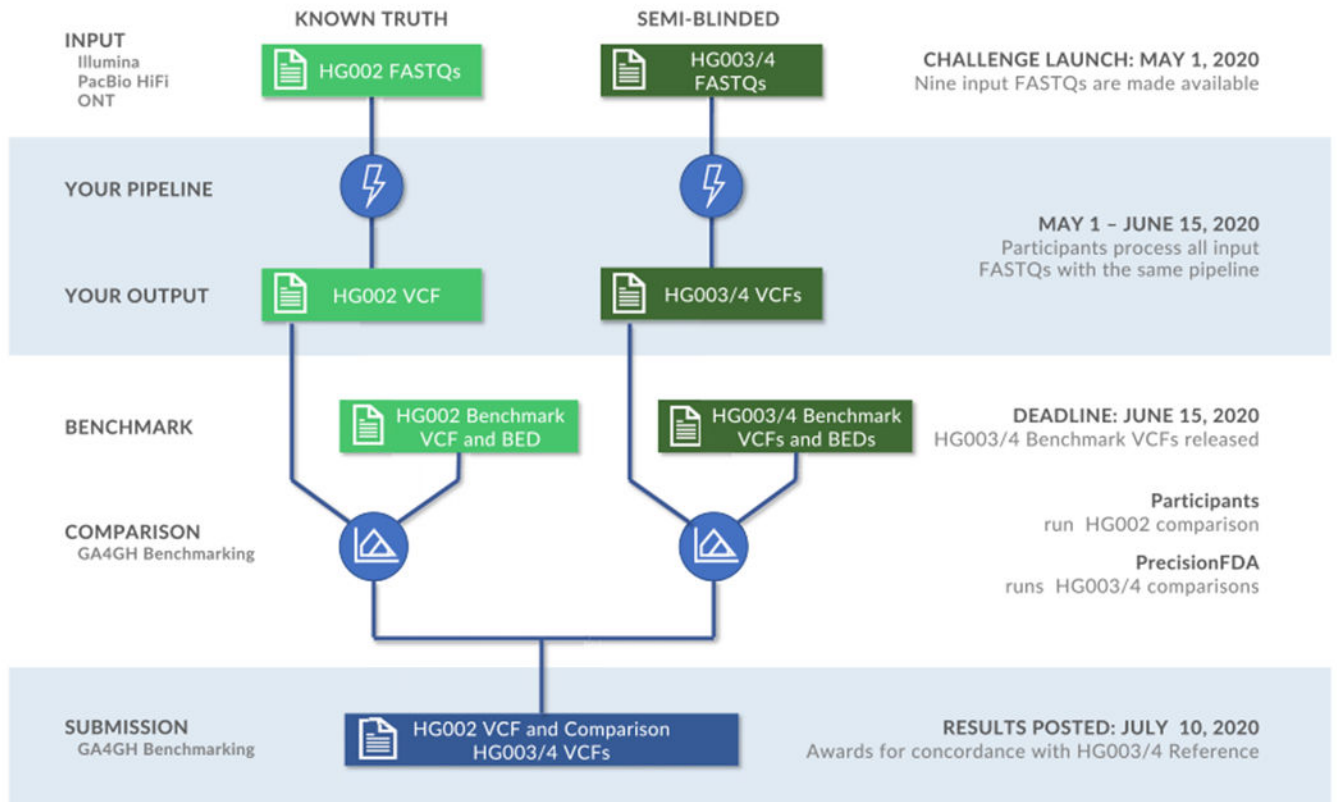 KNOWN TRUTH
SEMI-BLINDED
INPUT
Illumina
PacBio HiFi
ONT
HG002 FASTQs
HG003/4
FASTQs
CHALLENGE LAUNCH: MAY 1, 2020
Nine input FASTQs are made available
YOUR PIPELINE
MAY 1 – JUNE 15, 2020
Participants process all input
FASTQs with the same pipeline
YOUR OUTPUT
HG002 VCF
HG003/4 VCFs
BENCHMARK
HG002 Benchmark
VCF and BED
HG003/4 Benchmark
VCFs and BEDs
DEADLINE: JUNE 15, 2020
HG003/4 Benchmark VCFs released
COMPARISON
GA4GH Benchmarking
Participants
run HG002 comparison
PrecisionFDA
runs HG003/4 comparisons
SUBMISSION
GA4GH Benchmarking
HG002 VCF and Comparison
HG003/4 VCFs
RESULTS POSTED: JULY 10, 2020
Awards for concordance with HG003/4 Reference